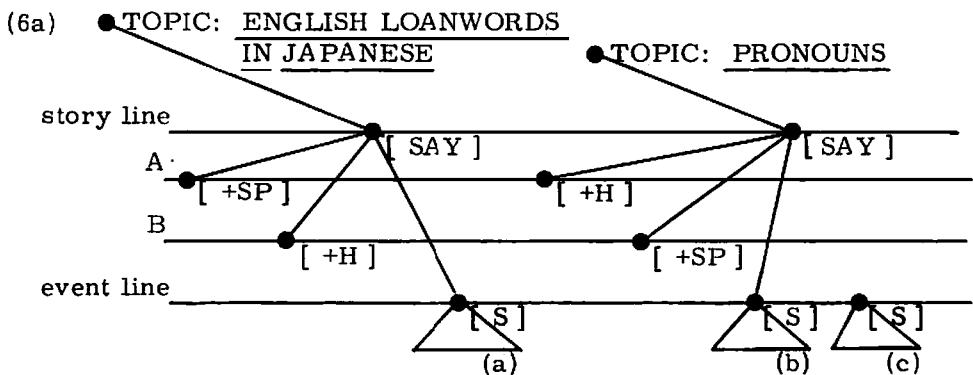 (6a) TOPIC: ENGLISH LOANWORDS
IN JAPANESE
TOPIC: PRONOUNS
story line
[ SAY ] [ SAY ]
A
[ +SP ] [ +H ]
B
[ +H ] [ +SP ]
event line
[ S ] [ S ] [ S ]
(a) (b) (c)